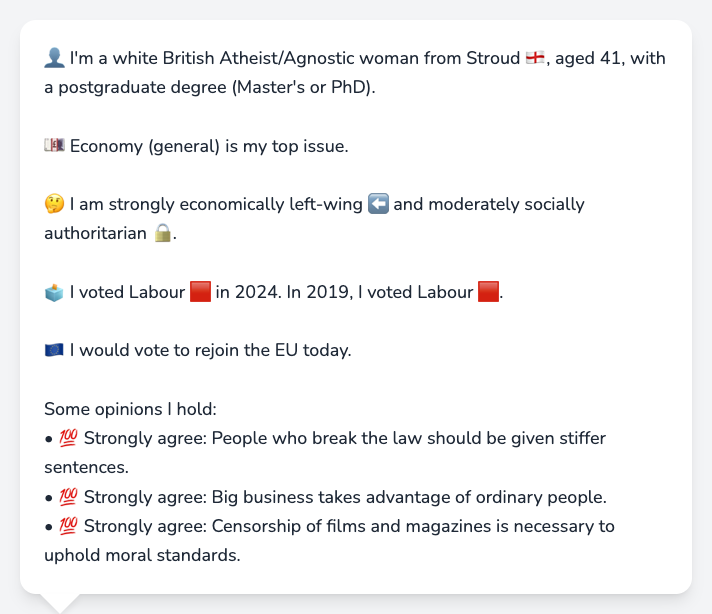 👤 I'm a white British Atheist/Agnostic woman from Stroud 🏴󠁧󠁢󠁥󠁮󠁧󠁿, aged 41, with
a postgraduate degree (Master's or PhD).
💷 Economy (general) is my top issue.
🤔 I am strongly economically left-wing ⬅️ and moderately socially
authoritarian 🔒.
🗳️ I voted Labour 🟥 in 2024. In 2019, I voted Labour 🟥.
🇪🇺 I would vote to rejoin the EU today.
Some opinions I hold:
• 💯 Strongly agree: People who break the law should be given stiffer
sentences.
• 💯 Strongly agree: Big business takes advantage of ordinary people.
• 💯 Strongly agree: Censorship of films and magazines is necessary to
uphold moral standards.